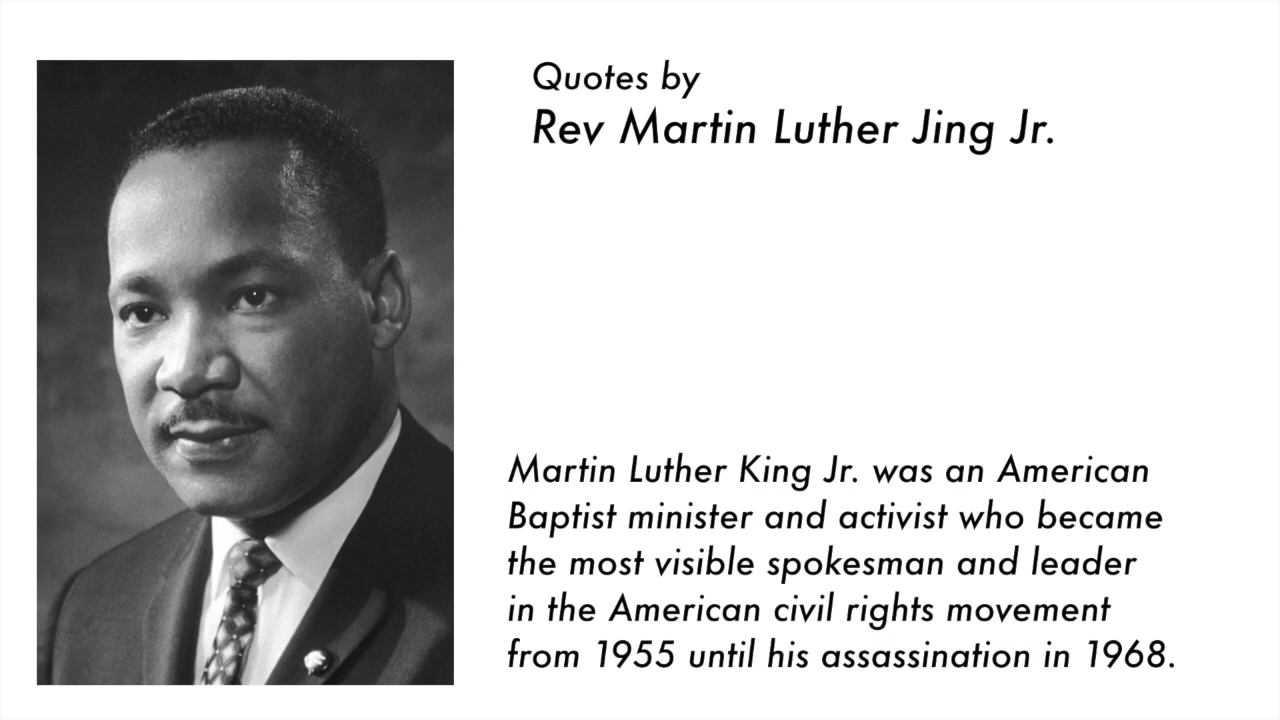 Quotes by
Rev Martin Luther Jing Jr.
Martin Luther King Jr. was an American
Baptist minister and activist who became
the most visible spokesman and leader
in the American civil rights movement
from 1955 until his assassination in 1968.